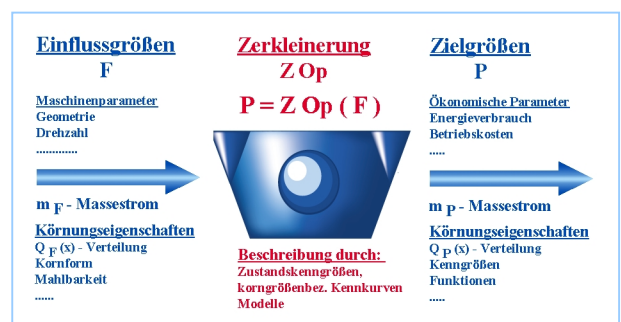 Einflussgrößen
F
Maschinenparameter
Geometrie
Drehzahl
.............
m F - Massestrom
Körnungseigenschaften
Q F (x) - Verteilung
Kornform
Mahlbarkeit
......
Zerkleinerung
Z Op
P = Z Op ( F )
Beschreibung durch:
Zustandskenngrößen,
korngrößenbez. Kennkurven
Modelle
Zielgrößen
P
Ökonomische Parameter
Energieverbrauch
Betriebskosten
.....
m P - Massestrom
Körnungseigenschaften
Q P (x) - Verteilung
Kenngrößen
Funktionen
.....